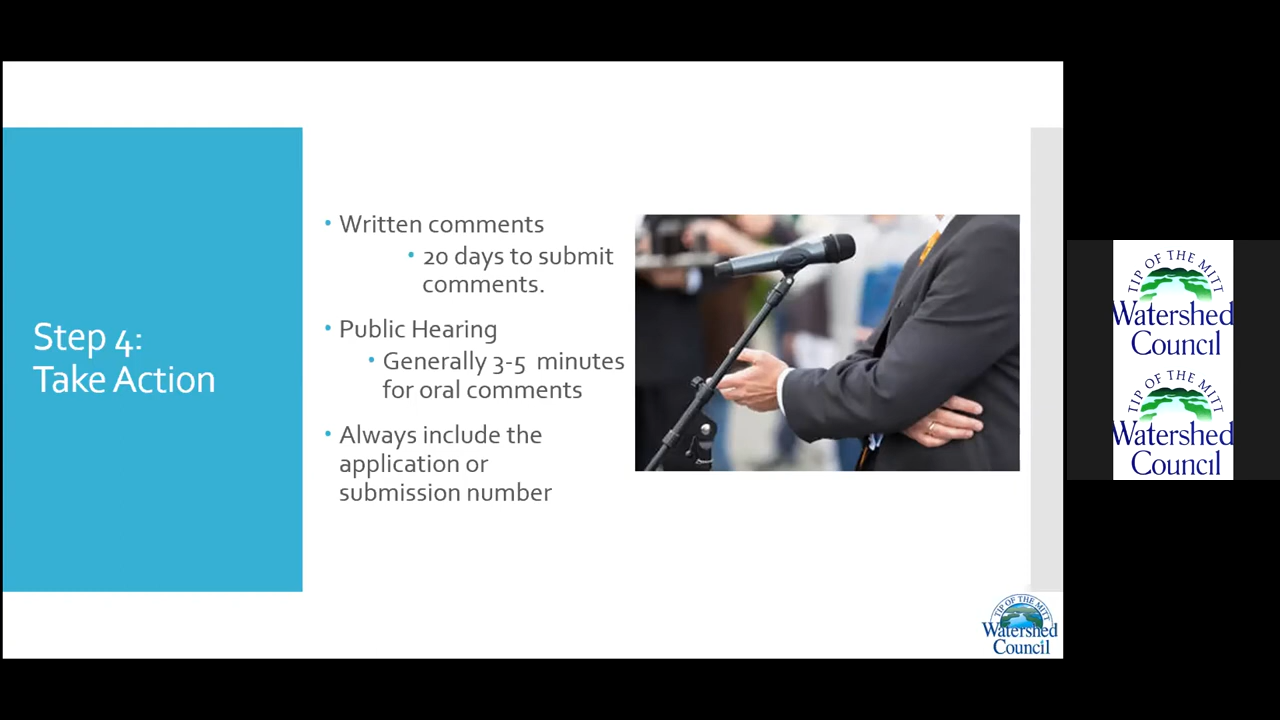 Step 4:
Take Action
• Written comments
• 20 days to submit
comments.
• Public Hearing
• Generally 3-5 minutes
for oral comments
• Always include the
application or
submission number
TIP OF THE MITT
Watershed
Council
TIP OF THE MITT
Watershed
Council
TIP OF THE MITT
Watershed
Council